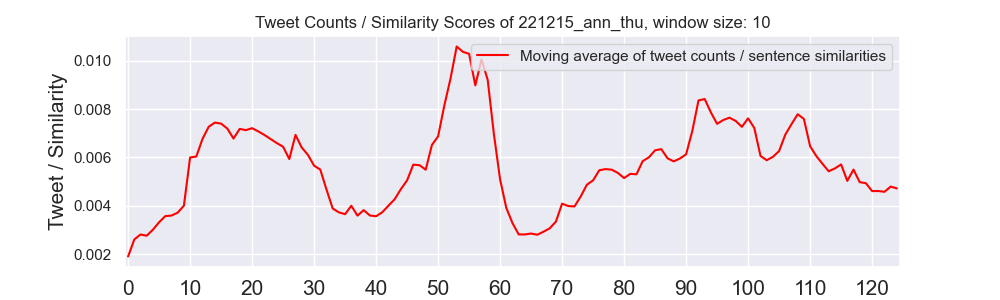 Tweet Counts / Similarity Scores of 221215_ann_thu, window size: 10
Moving average of tweet counts / sentence similarities
Tweet / Similarity
0.010
0.008
0.006
0.004
0.002
0 10 20 30 40 50 60 70 80 90 100 110 120